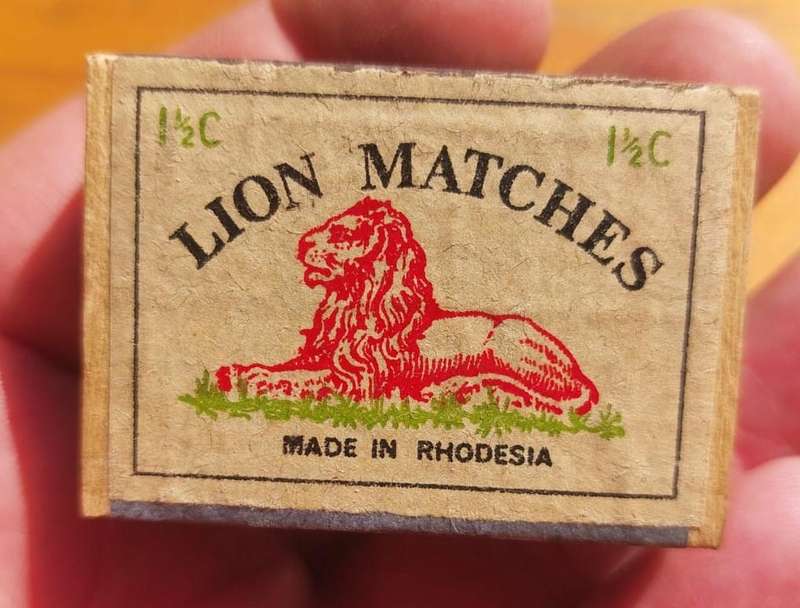 1½C 1½C
LION MATCHES
MADE IN RHODESIA